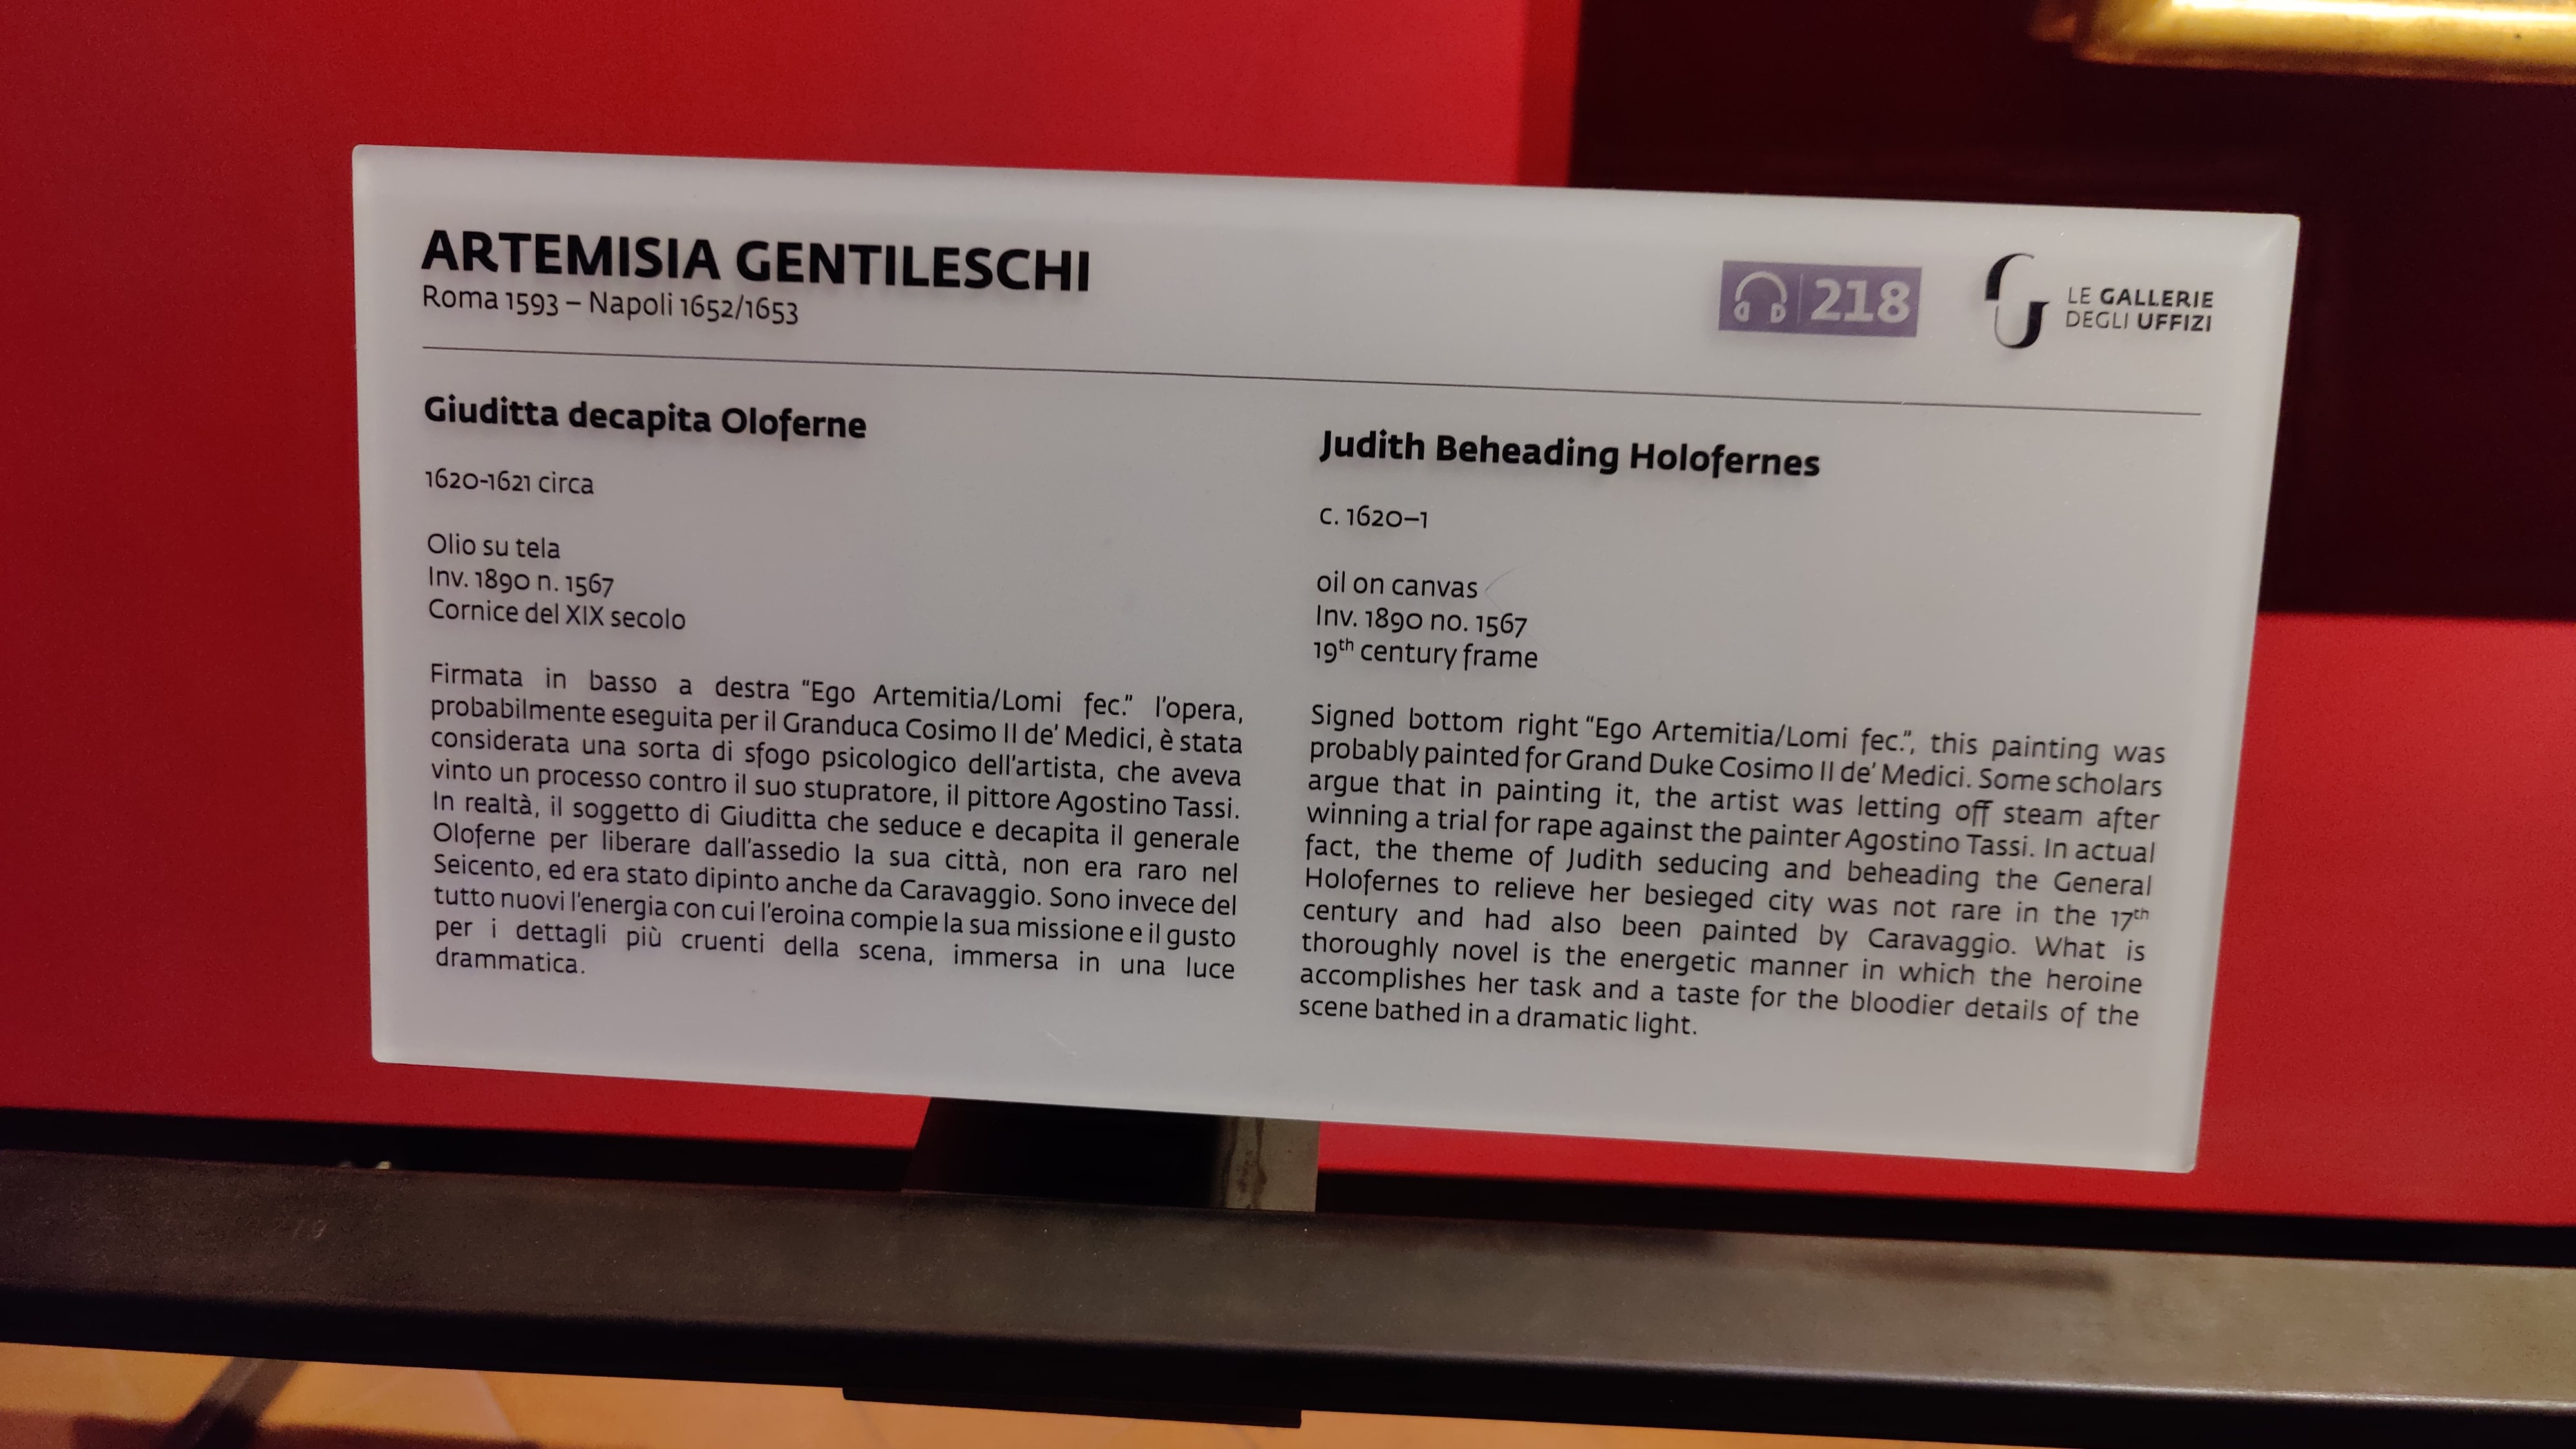 ARTEMISIA GENTILESCHI
Roma 1593 – Napoli 1652/1653
218
LE GALLERIE
DEGLI UFFIZI
Giuditta decapita Oloferne
1620-1621 circa
Olio su tela
Inv. 1890 n. 1567
Cornice del XIX secolo
Firmata in basso a destra “Ego Artemitia/Lomi fec.” l'opera,
probabilmente eseguita per il Granduca Cosimo II de' Medici, è stata
considerata una sorta di sfogo psicologico dell'artista, che aveva
vinto un processo contro il suo stupratore, il pittore Agostino Tassi.
In realtà, il soggetto di Giuditta che seduce e decapita il generale
Oloferne per liberare dall'assedio la sua città, non era raro nel
Seicento, ed era stato dipinto anche da Caravaggio. Sono invece del
tutto nuovi l'energia con cui l'eroina compie la sua missione e il gusto
per i dettagli più cruenti della scena, immersa in una luce
drammatica.
Judith Beheading Holofernes
c. 1620–1
oil on canvas
Inv. 1890 no. 1567
19th century frame
Signed bottom right “Ego Artemitia/Lomi fec.”, this painting was
probably painted for Grand Duke Cosimo II de' Medici. Some scholars
argue that in painting it, the artist was letting off steam after
winning a trial for rape against the painter Agostino Tassi. In actual
fact, the theme of Judith seducing and beheading the General
Holofernes to relieve her besieged city was not rare in the 17th
century and had also been painted by Caravaggio. What is
thoroughly novel is the energetic manner in which the heroine
accomplishes her task and a taste for the bloodier details of the
scene bathed in a dramatic light.